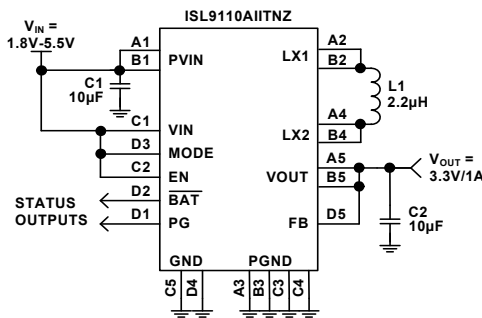 ISL9110AIITNZ
VIN =
1.8V-5.5V
A1
B1
PVIN
C1
10µF
C1
VIN
D3
MODE
C2
EN
D2
BAT
D1
PG
STATUS
OUTPUTS
LX1
A2
B2
L1
2.2µH
LX2
A4
B4
VOUT
A5
B5
VOUT =
3.3V/1A
FB
D5
C2
10µF
GND
PGND
C5
D4
A3
B3
C3
C4